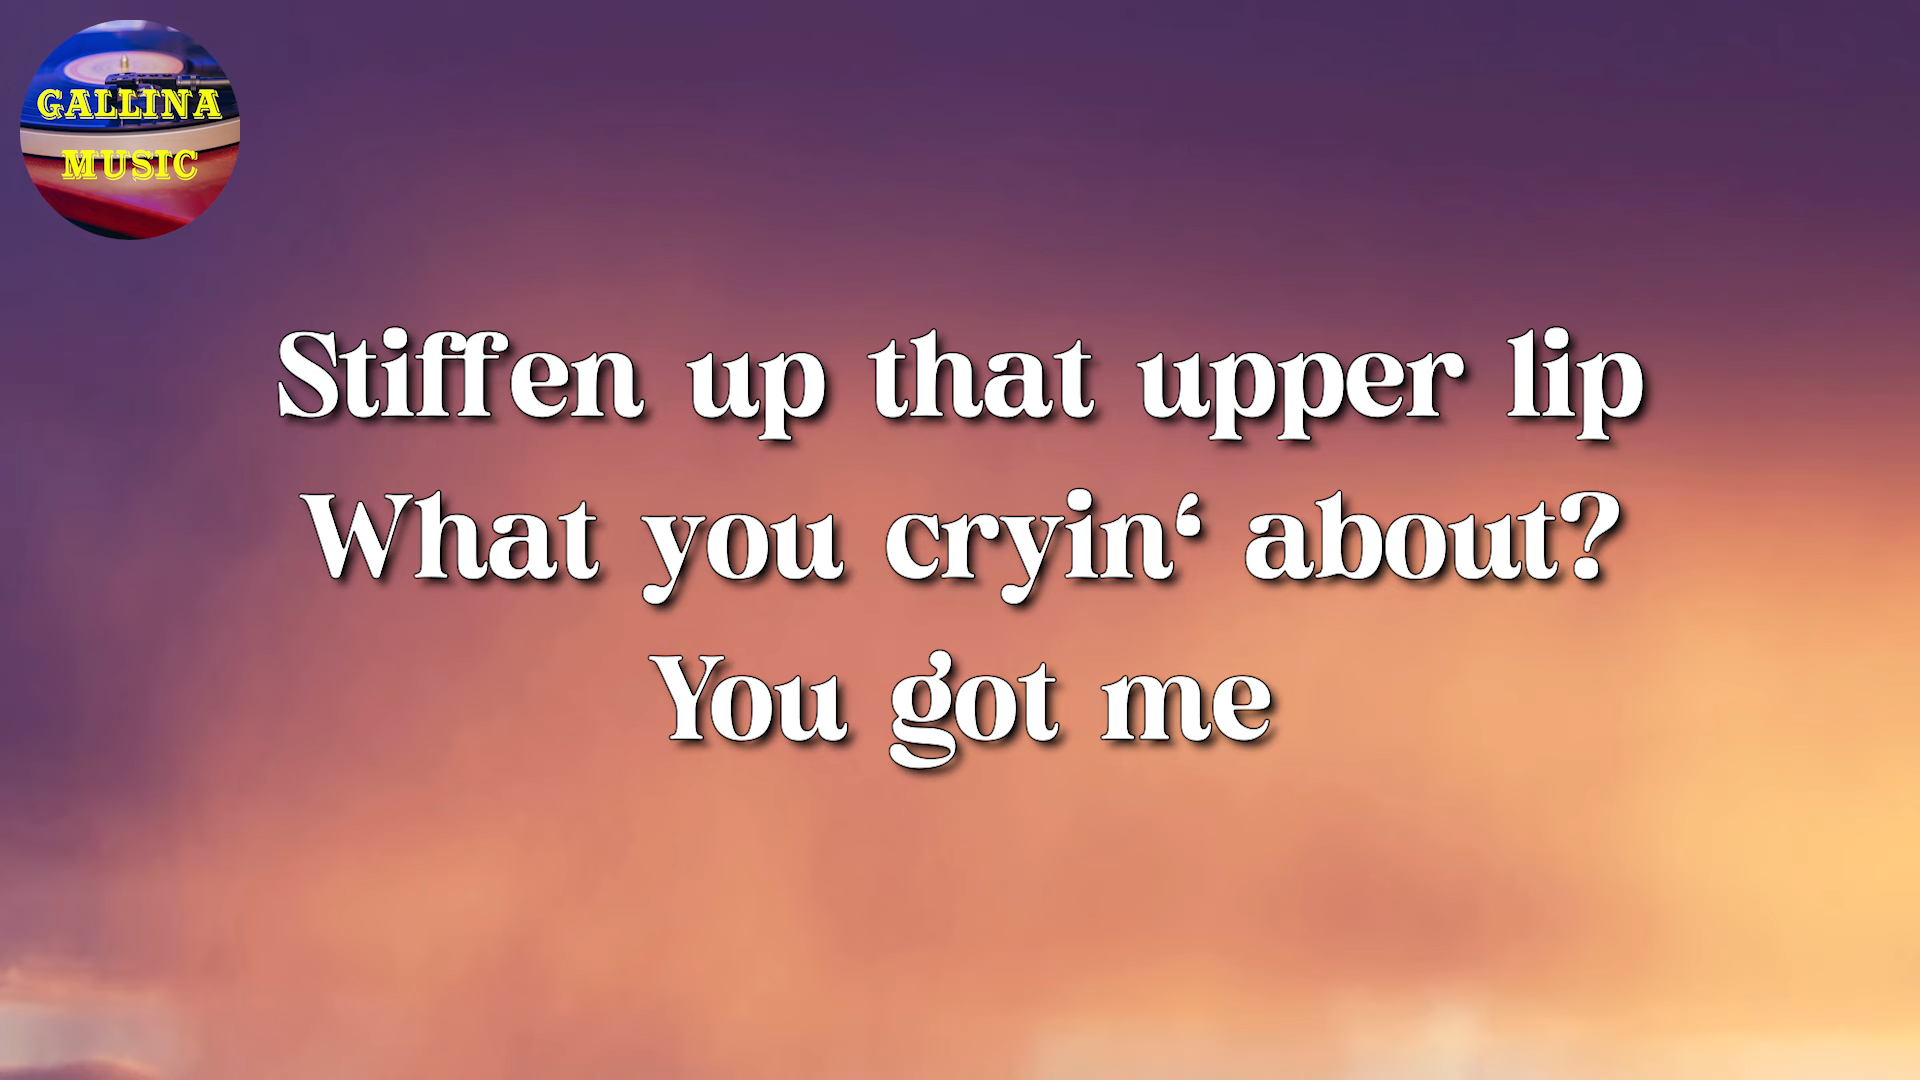 GALLINA
MUSIC
Stiffen up that upper lip
What you cryin‘ about?
You got me